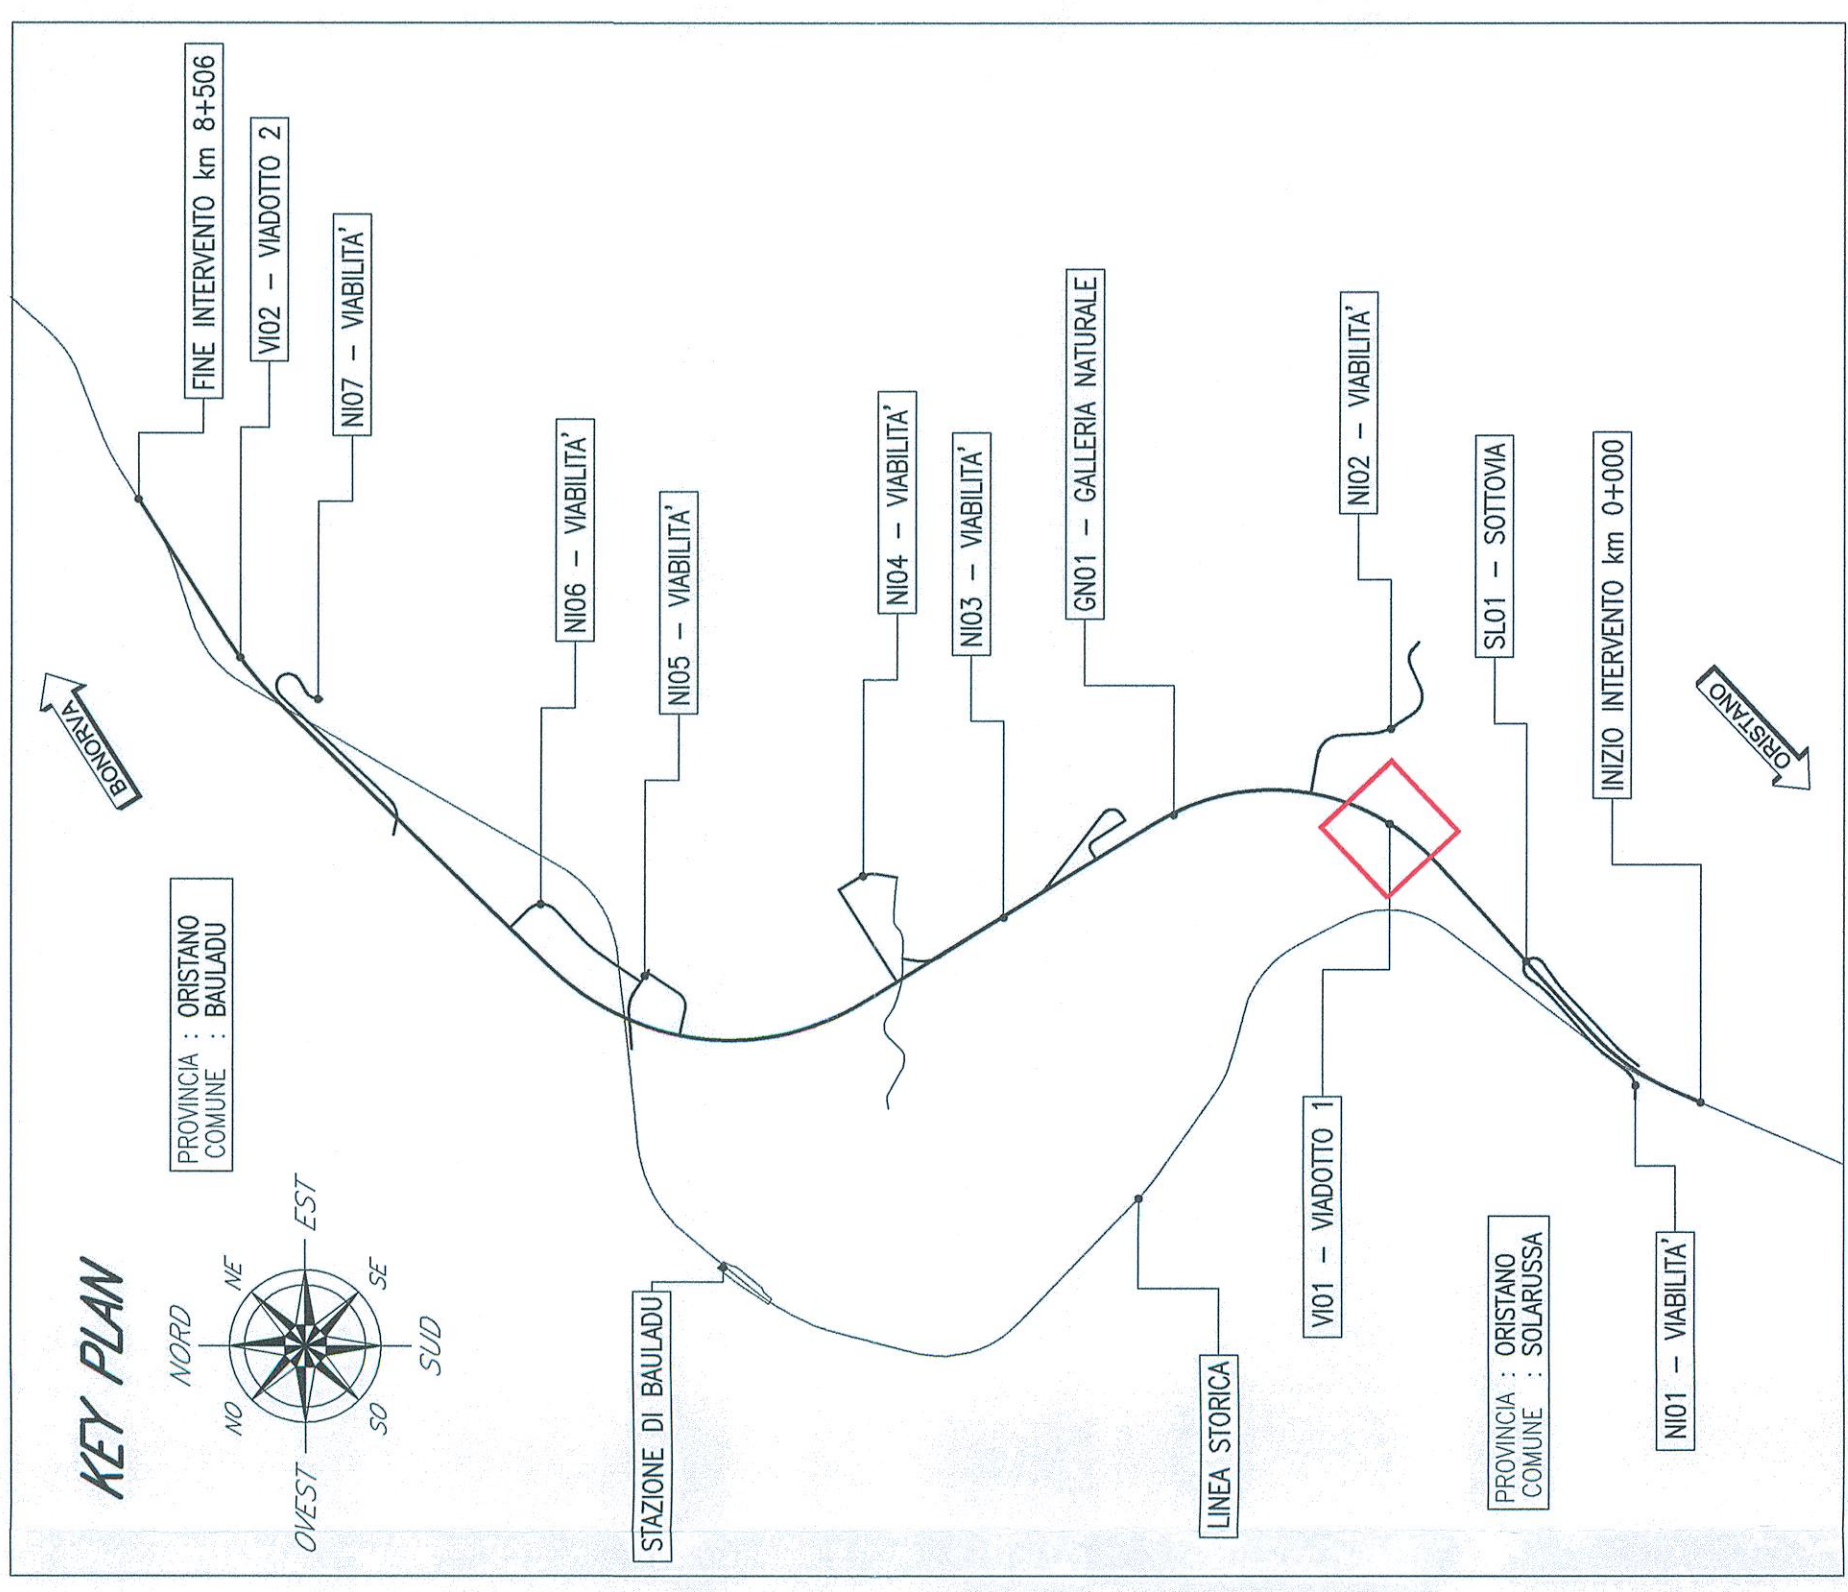 KEY PLAN
NORD
NE
EST
SE
SUD
SO
OVEST
NO
PROVINCIA : ORISTANO
COMUNE : BAULADU
BONORVA
FINE INTERVENTO km 8+506
VI02 – VIADOTTO 2
NI07 – VIABILITA'
NI06 – VIABILITA'
NI05 – VIABILITA'
NI04 – VIABILITA'
NI03 – VIABILITA'
GN01 – GALLERIA NATURALE
NI02 – VIABILITA'
SL01 – SOTTOVIA
INIZIO INTERVENTO km 0+000
ORISTANO
STAZIONE DI BAULADU
LINEA STORICA
VI01 – VIADOTTO 1
PROVINCIA : ORISTANO
COMUNE : SOLARUSSA
NI01 – VIABILITA'